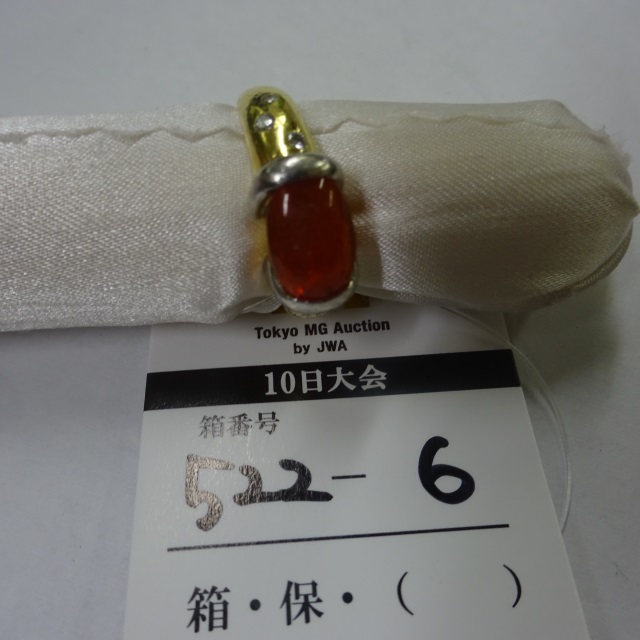 Tokyo MG Auction
by JWA
10日大会
箱番号
522-6
箱・保・(　　)